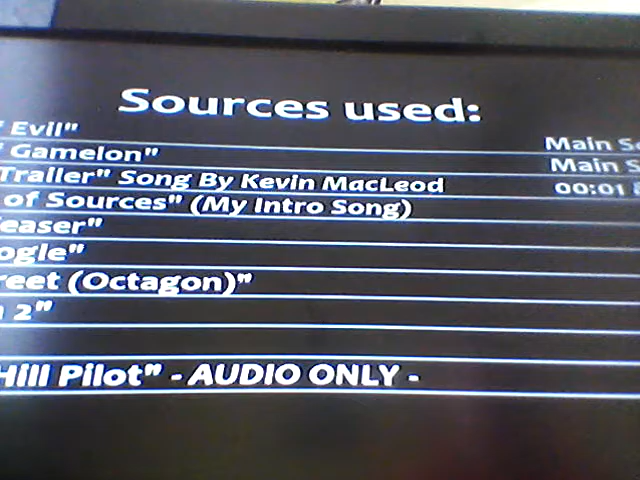 Sources used:
Evil"
Main
" Gamelon"
Main S
Trailer" Song By Kevin MacLeod
00:01
of Sources" (My Intro Song)
easer"
ogle"
reet (Octagon)"
2"
Hill Pilot" - AUDIO ONLY -